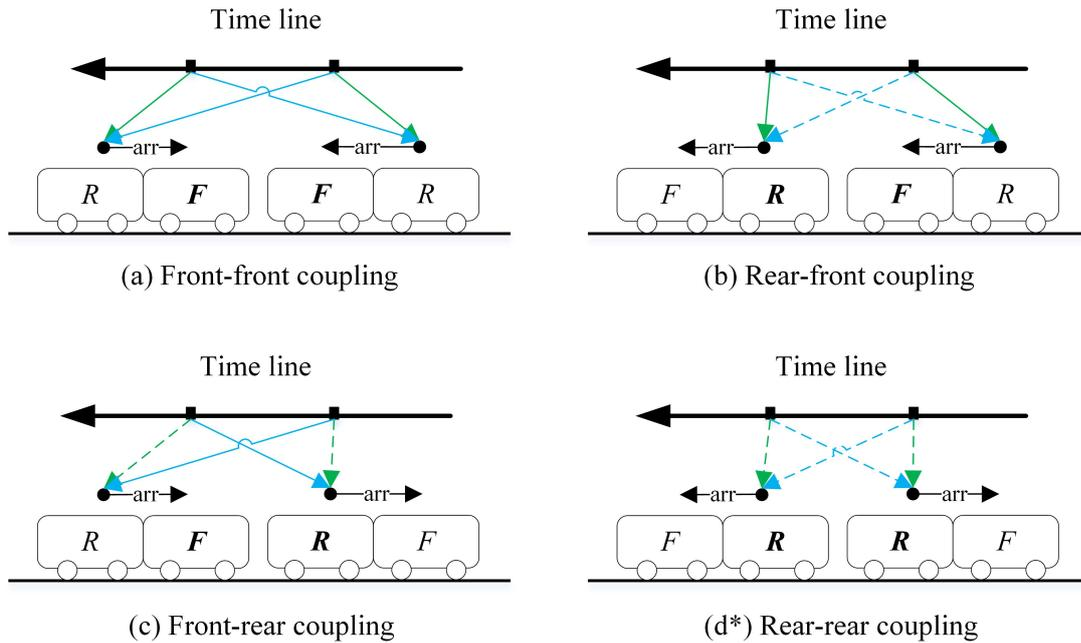 Time line
Time line
arr arr
arr arr
R F F R
F R F R
(a) Front-front coupling
(b) Rear-front coupling
Time line
Time line
arr arr
arr arr
R F R F
F R R F
(c) Front-rear coupling
(d*) Rear-rear coupling